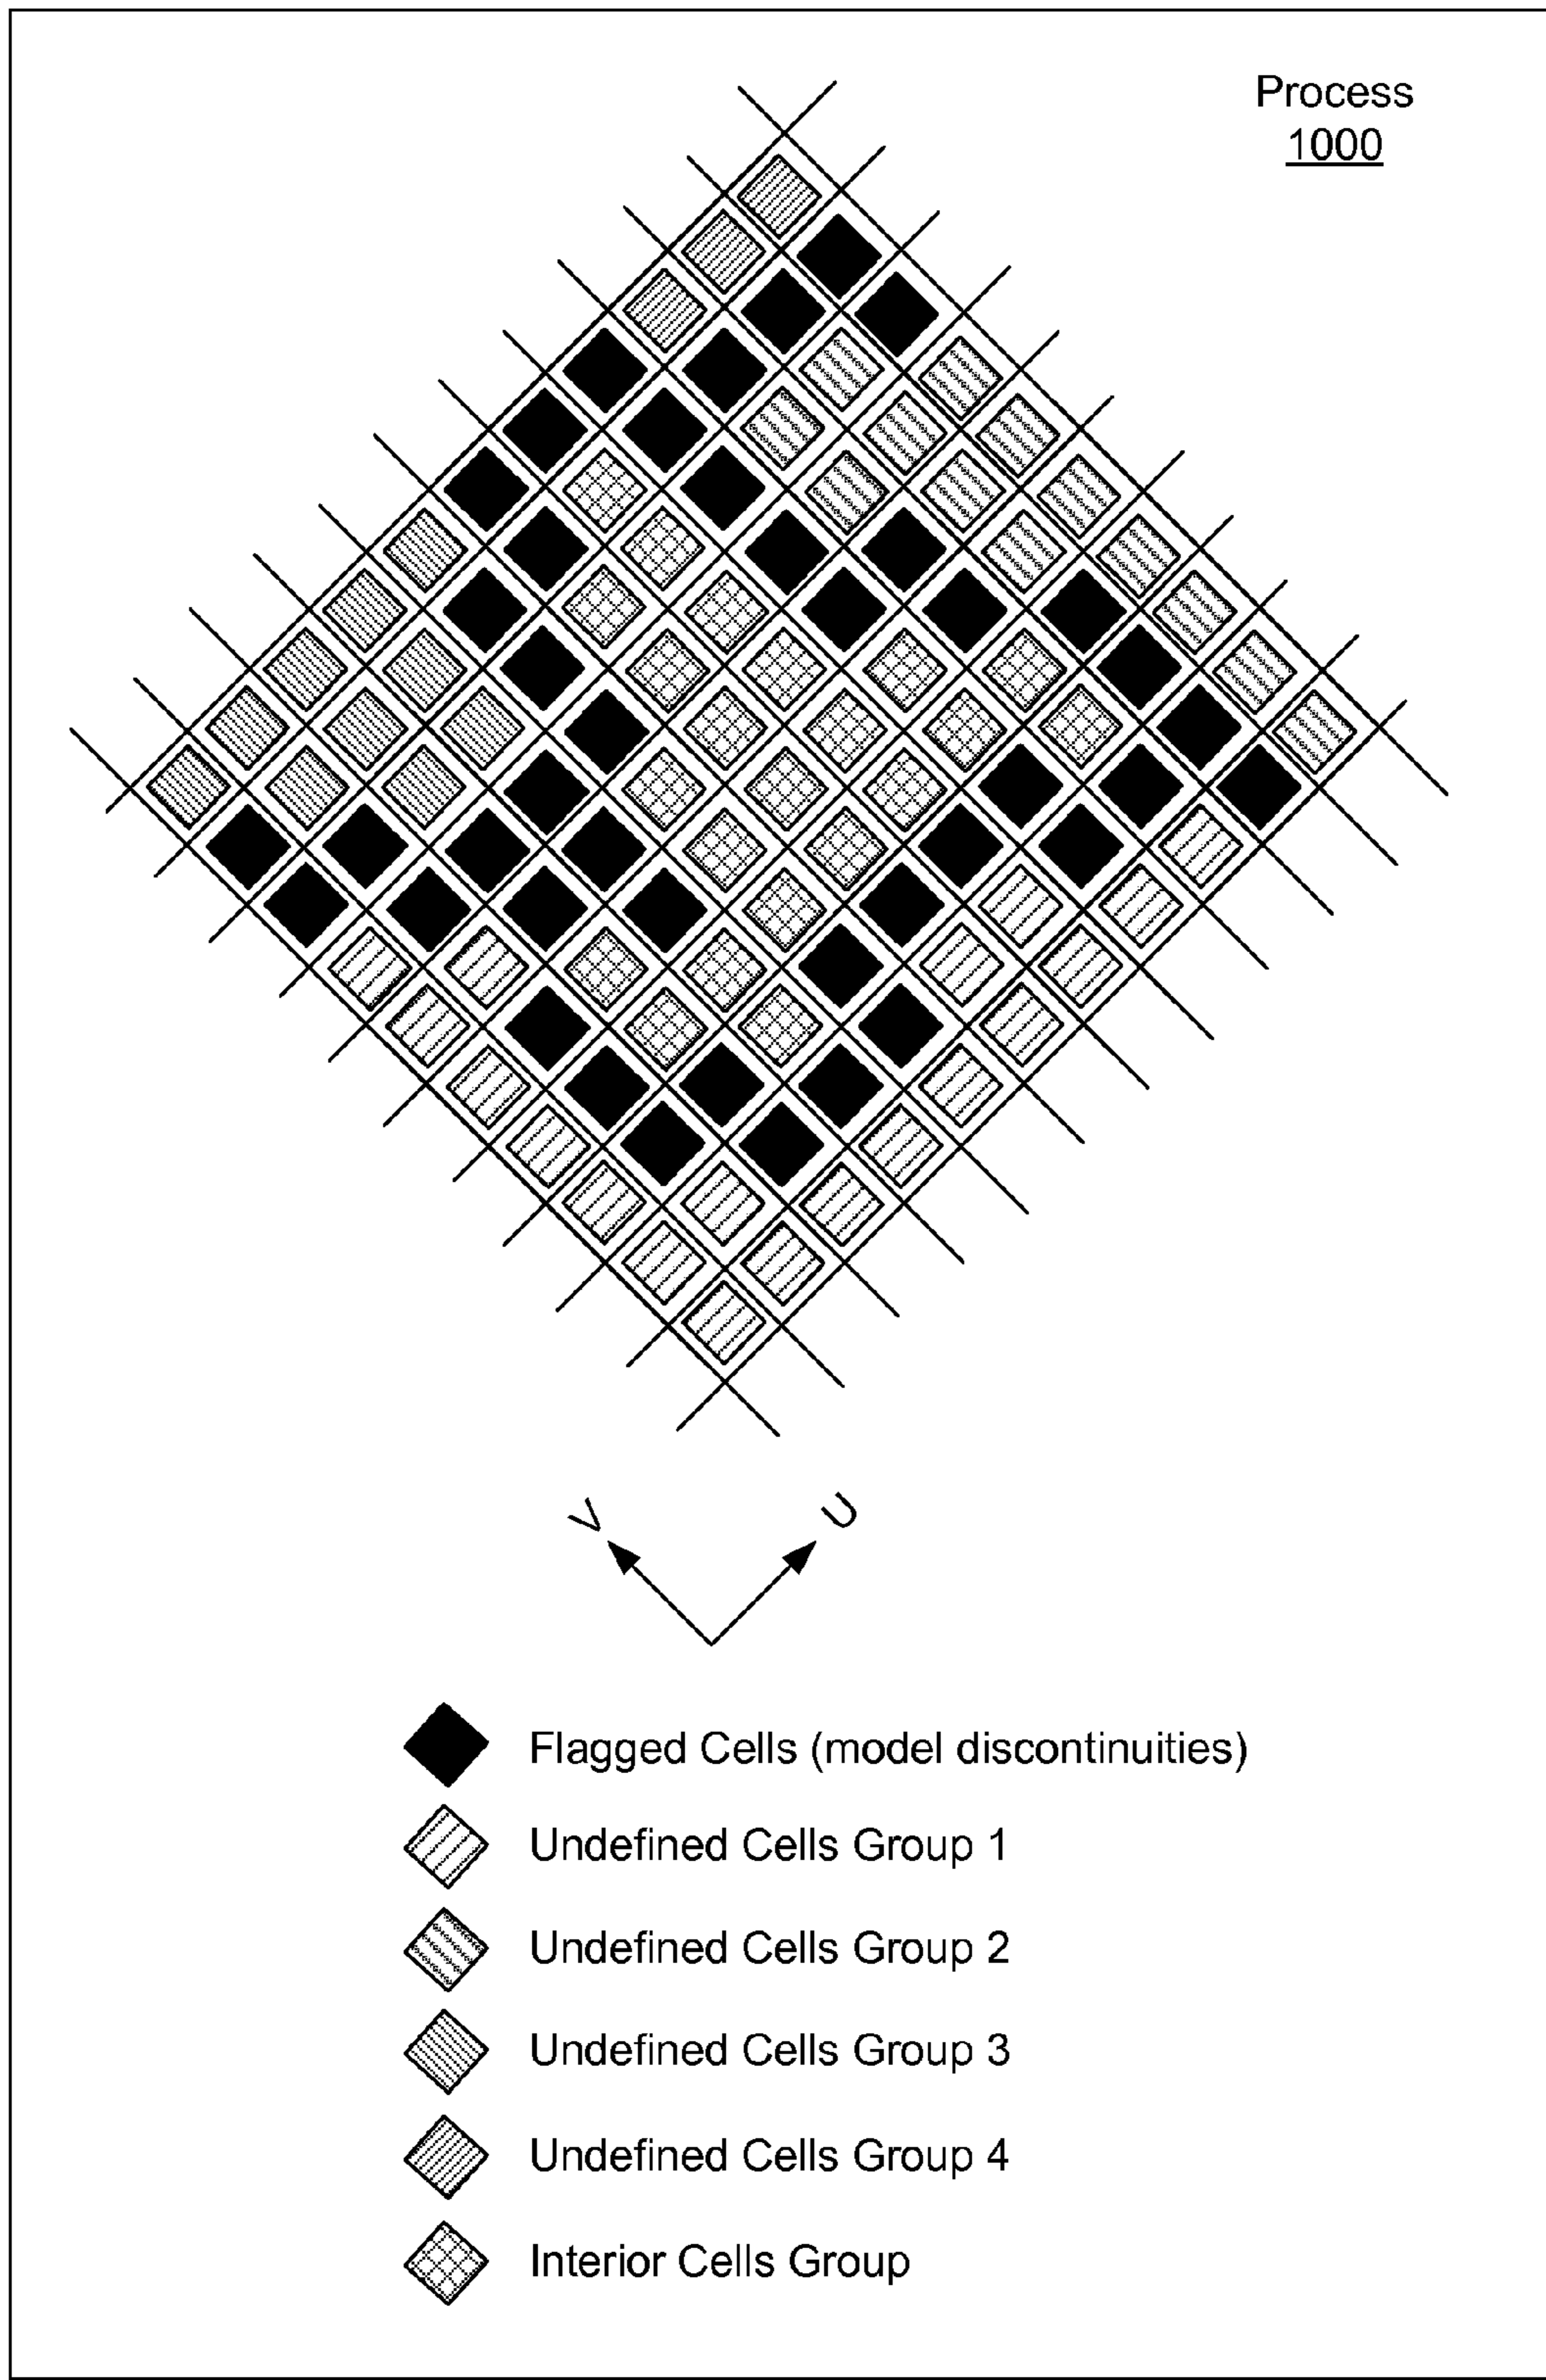 Process
1000
V
U
Flagged Cells (model discontinuities)
Undefined Cells Group 1
Undefined Cells Group 2
Undefined Cells Group 3
Undefined Cells Group 4
Interior Cells Group